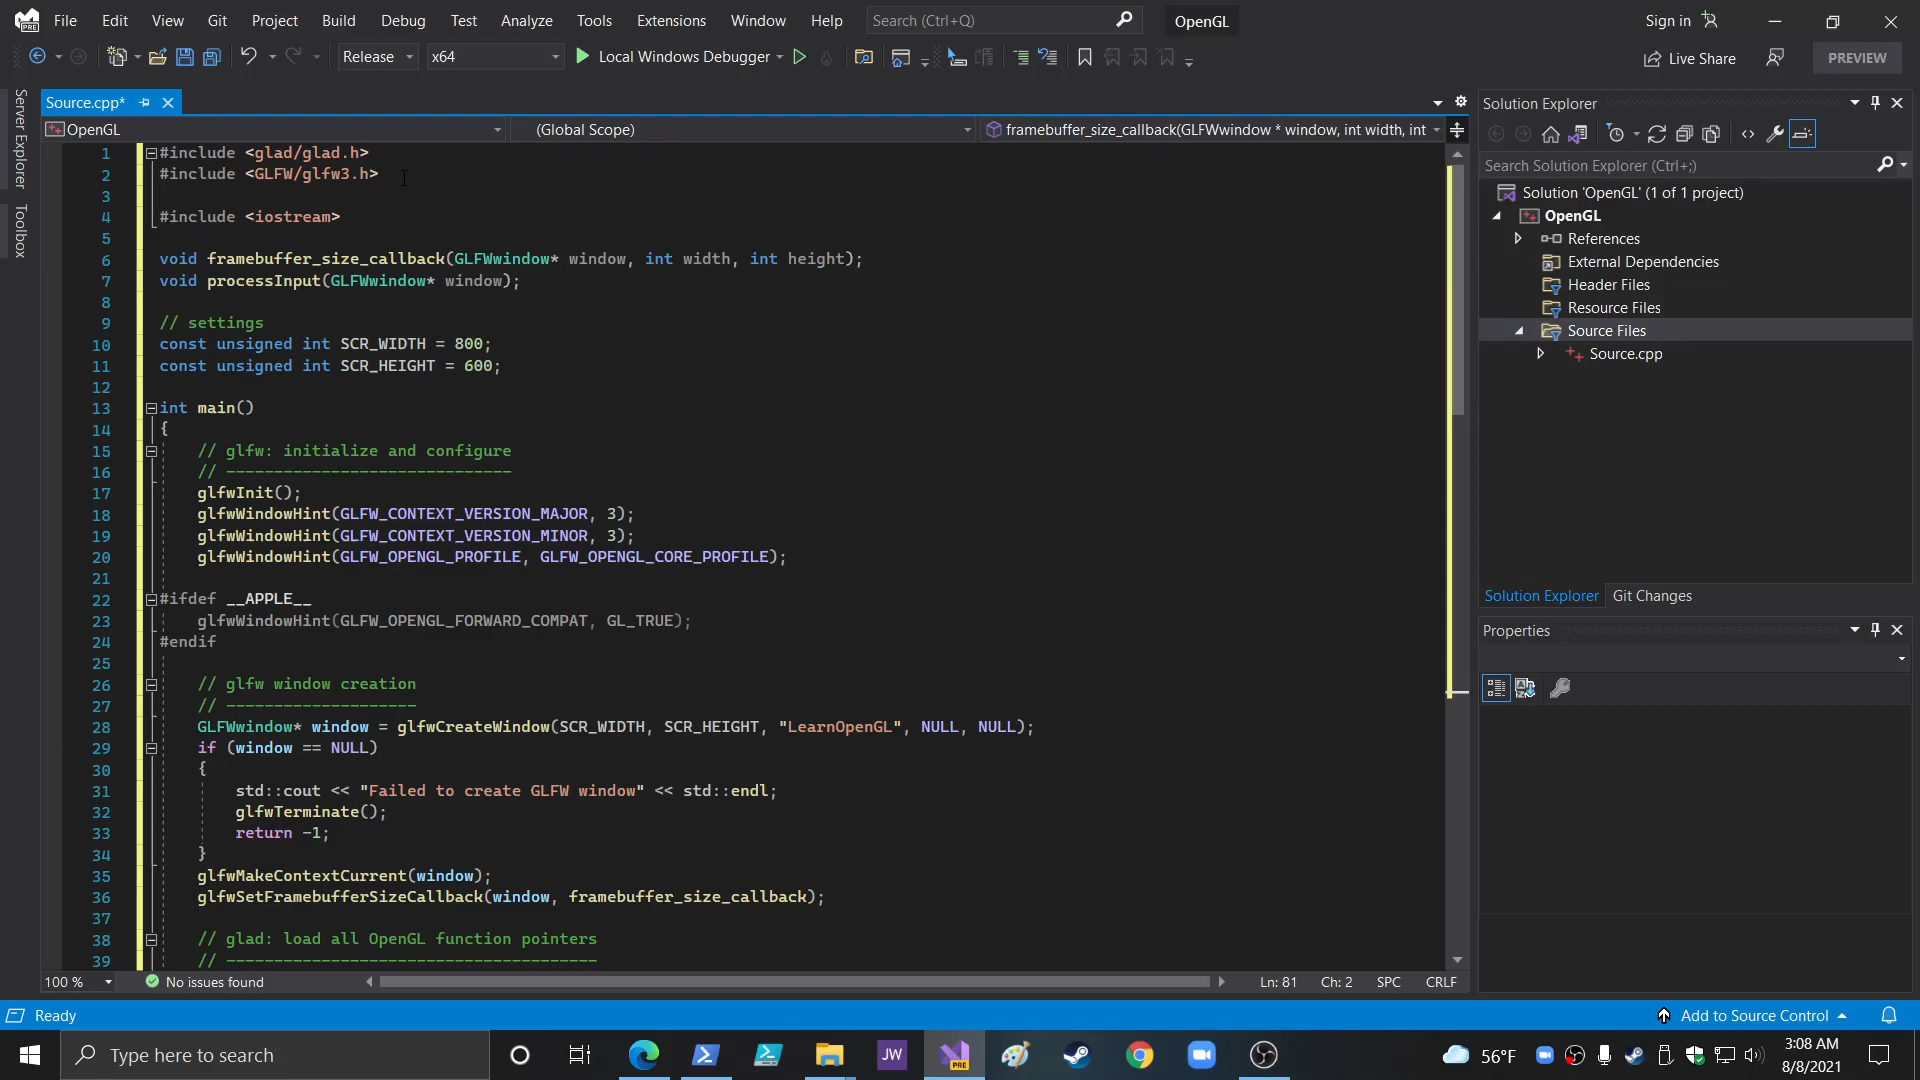 File Edit View Git Project Build Debug Test Analyze Tools Extensions Window Help Search (Ctrl+Q) OpenGL Sign in
Release x64 Local Windows Debugger Live Share PREVIEW
Server Explorer
Toolbox
Source.cpp*
OpenGL (Global Scope) framebuffer_size_callback(GLFWwindow * window, int width, int
1 #include <glad/glad.h>
2 #include <GLFW/glfw3.h>
3
4 #include <iostream>
5
6 void framebuffer_size_callback(GLFWwindow* window, int width, int height);
7 void processInput(GLFWwindow* window);
8
9 // settings
10 const unsigned int SCR_WIDTH = 800;
11 const unsigned int SCR_HEIGHT = 600;
12
13 int main()
14 {
15 // glfw: initialize and configure
16 // ------------------------------
17 glfwInit();
18 glfwWindowHint(GLFW_CONTEXT_VERSION_MAJOR, 3);
19 glfwWindowHint(GLFW_CONTEXT_VERSION_MINOR, 3);
20 glfwWindowHint(GLFW_OPENGL_PROFILE, GLFW_OPENGL_CORE_PROFILE);
21
22 #ifdef __APPLE__
23 glfwWindowHint(GLFW_OPENGL_FORWARD_COMPAT, GL_TRUE);
24 #endif
25
26 // glfw window creation
27 // --------------------
28 GLFWwindow* window = glfwCreateWindow(SCR_WIDTH, SCR_HEIGHT, "LearnOpenGL", NULL, NULL);
29 if (window == NULL)
30 {
31 std::cout << "Failed to create GLFW window" << std::endl;
32 glfwTerminate();
33 return -1;
34 }
35 glfwMakeContextCurrent(window);
36 glfwSetFramebufferSizeCallback(window, framebuffer_size_callback);
37
38 // glad: load all OpenGL function pointers
39 // ---------------------------------------
100 % No issues found Ln: 81 Ch: 2 SPC CRLF
Solution Explorer
Search Solution Explorer (Ctrl+;)
Solution 'OpenGL' (1 of 1 project)
OpenGL
References
External Dependencies
Header Files
Resource Files
Source Files
Source.cpp
Solution Explorer Git Changes
Properties
Ready Add to Source Control
Type here to search JW PRE 56°F 3:08 AM
8/8/2021